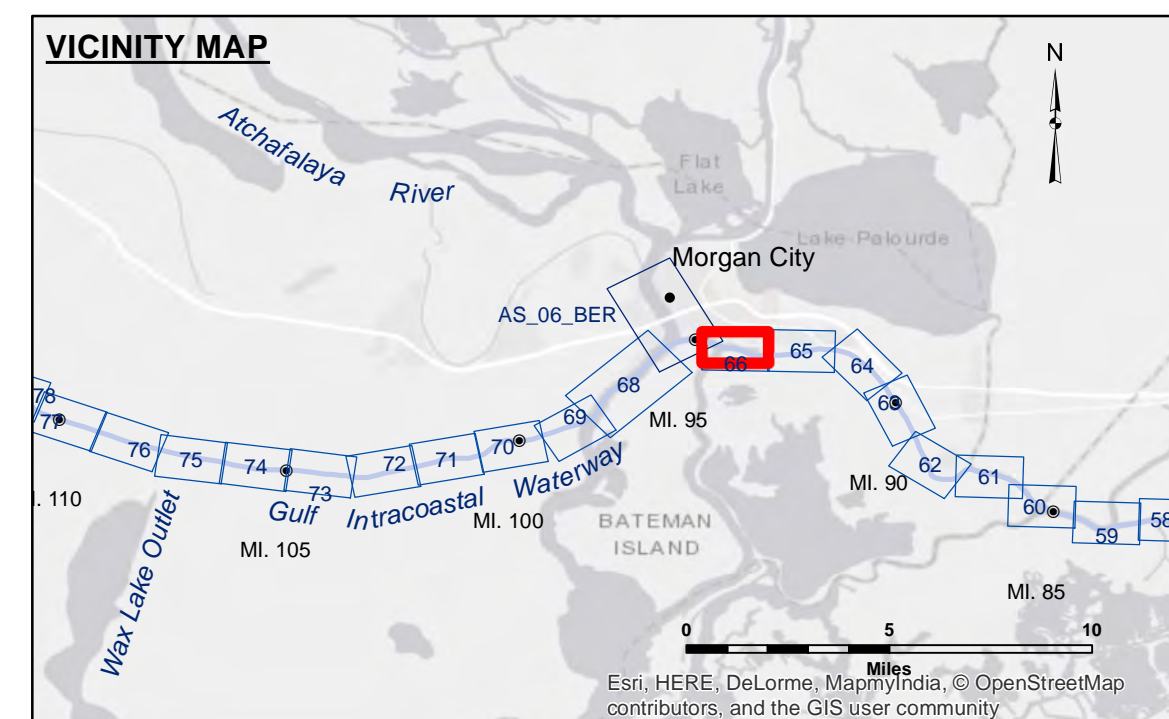 VICINITY MAP
N
Atchafalaya
River
Flat
Lake
Lake Palourde
Morgan City
AS_06_BER
66
65
64
63
68
MI. 95
69
78
77
76
75
74
73
72
71
70
62
61
60
59
58
MI. 90
. 110
Wax Lake Outlet
Gulf Intracoastal Waterway
MI. 105
MI. 100
BATEMAN
ISLAND
MI. 85
0 5 10
Miles
Esri, HERE, DeLorme, MapmyIndia, © OpenStreetMap
contributors, and the GIS user community